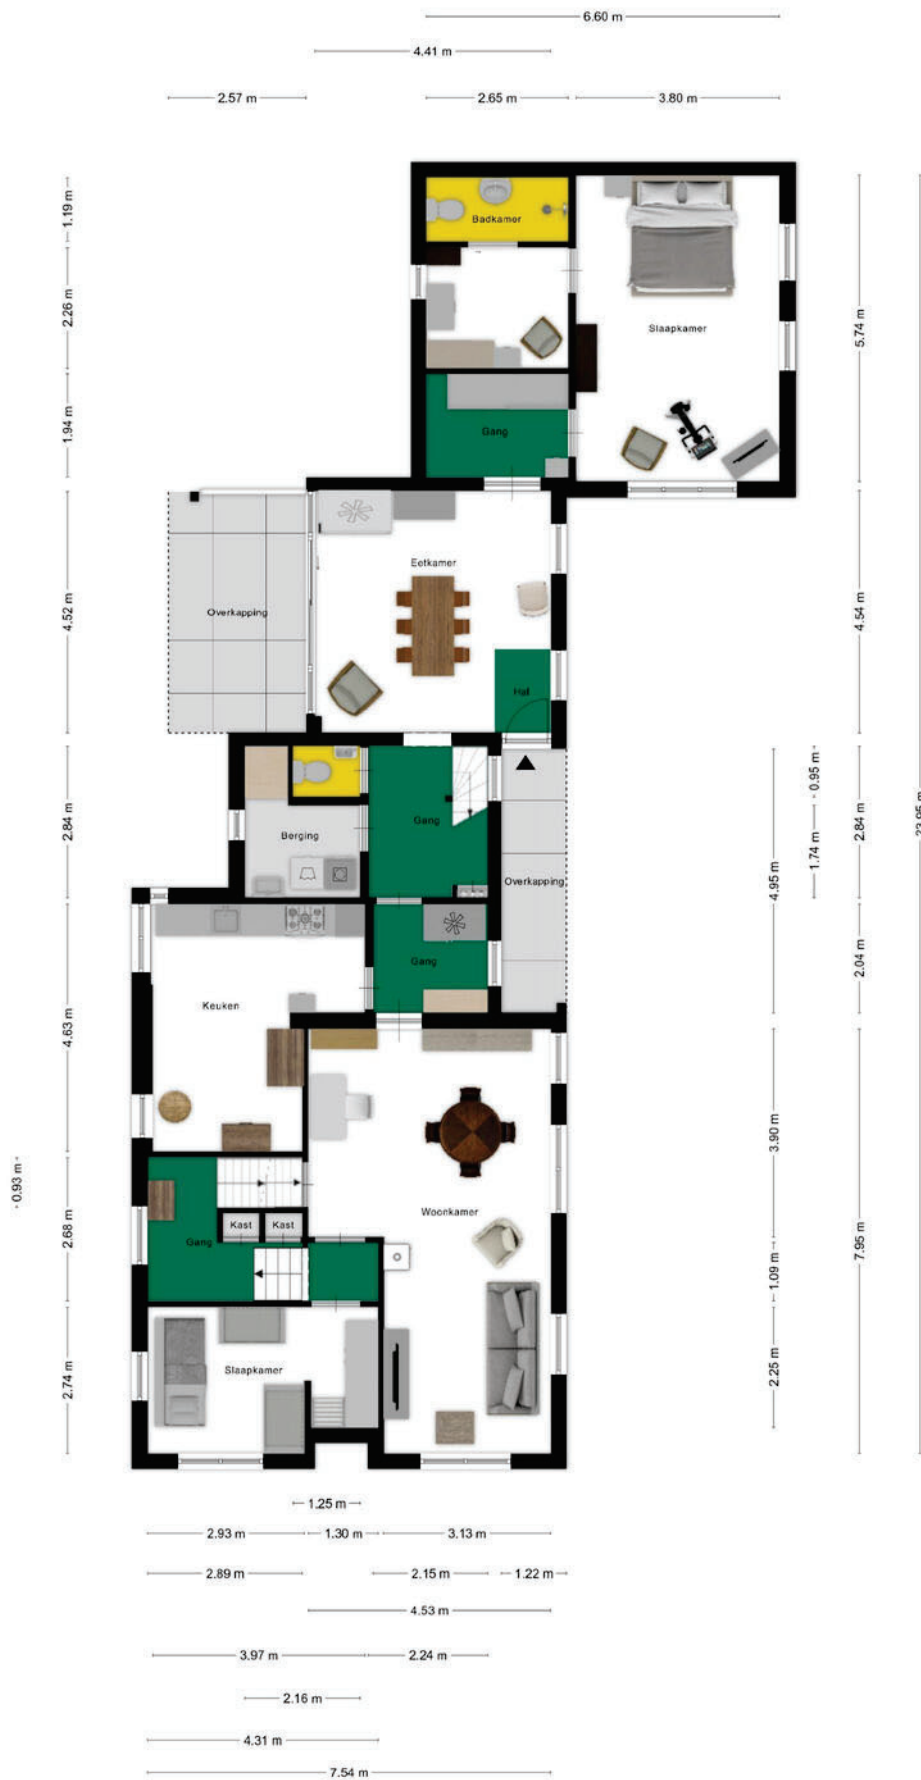 6.60 m
4.41 m
2.57 m
2.65 m
3.80 m
1.19 m
Badkamer
2.26 m
Slaapkamer
5.74 m
1.94 m
Gang
Eetkamer
4.52 m
Overkapping
4.54 m
Hal
0.95 m
2.84 m
Berging
Gang
1.74 m
2.84 m
23.95 m
4.95 m
Overkapping
Gang
2.04 m
Keuken
4.63 m
3.90 m
0.93 m
Kast
Kast
Woonkamer
2.68 m
Gang
7.95 m
1.09 m
2.25 m
Slaapkamer
2.74 m
1.25 m
2.93 m
1.30 m
3.13 m
2.89 m
2.15 m
1.22 m
4.53 m
3.97 m
2.24 m
2.16 m
4.31 m
7.54 m